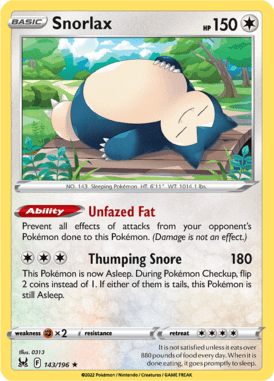 BASIC Snorlax HP 150
NO. 143 Sleeping Pokémon HT: 6'11" WT: 1014.1 lbs.
Ability Unfazed Fat
Prevent all effects of attacks from your opponent's
Pokémon done to this Pokémon. (Damage is not an effect.)
Thumping Snore 180
This Pokémon is now Asleep. During Pokémon Checkup, flip
2 coins instead of 1. If either of them is tails, this Pokémon
is still Asleep.
weakness ×2 resistance retreat
Illus. 0313
F 143/196 ★
It is not satisfied unless it eats over
880 pounds of food every day. When it is
done eating, it goes promptly to sleep.
©2022 Pokémon / Nintendo / Creatures / GAME FREAK